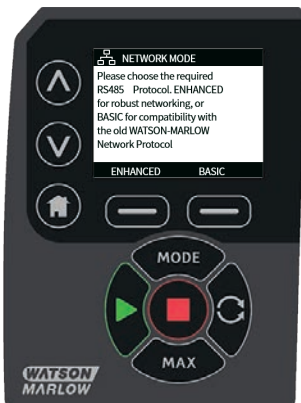 NETWORK MODE
Please choose the required
RS485 Protocol. ENHANCED
for robust networking, or
BASIC for compatibility with
the old WATSON-MARLOW
Network Protocol
ENHANCED BASIC
MODE
MAX
WATSON
MARLOW